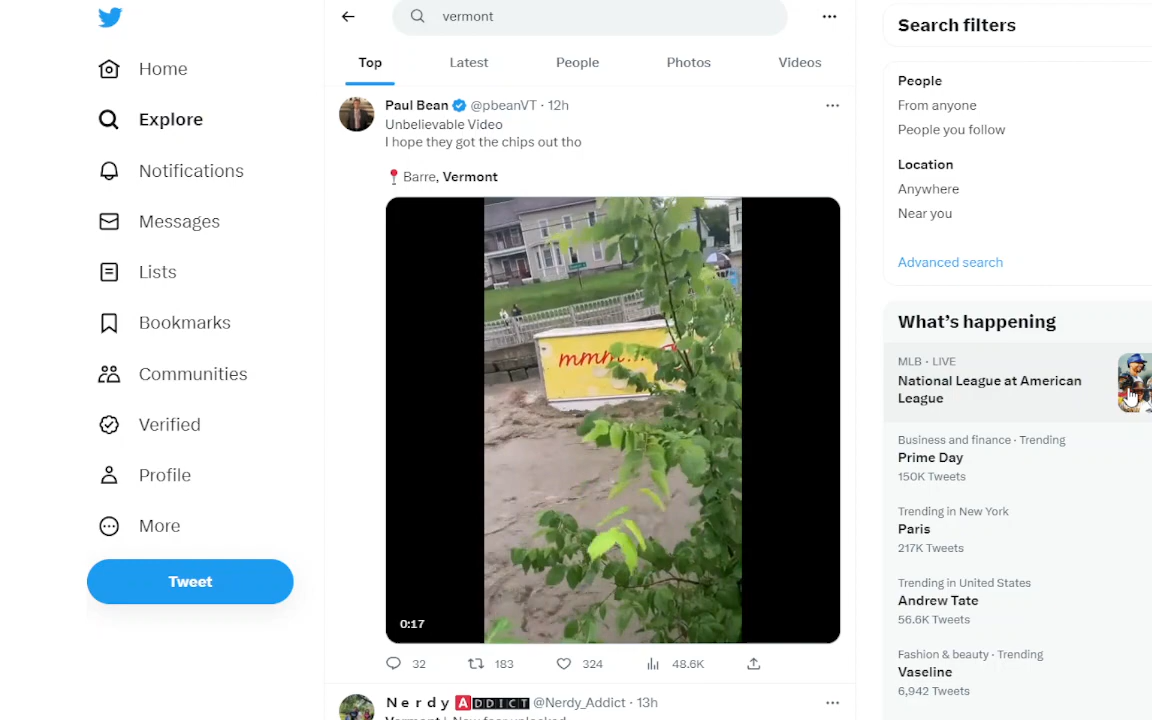 vermont
Home
Explore
Notifications
Messages
Lists
Bookmarks
Communities
Verified
Profile
More
Tweet
Top
Latest
People
Photos
Videos
Paul Bean @pbeanVT · 12h
Unbelievable Video
I hope they got the chips out tho
📍 Barre, Vermont
mmm...
0:17
32
183
324
48.6K
N e r d y 🅰🅳🅳🅸🅲🆃 @Nerdy_Addict · 13h
Search filters
People
From anyone
People you follow
Location
Anywhere
Near you
Advanced search
What's happening
MLB · LIVE
National League at American
League
Business and finance · Trending
Prime Day
150K Tweets
Trending in New York
Paris
217K Tweets
Trending in United States
Andrew Tate
56.6K Tweets
Fashion & beauty · Trending
Vaseline
6,942 Tweets